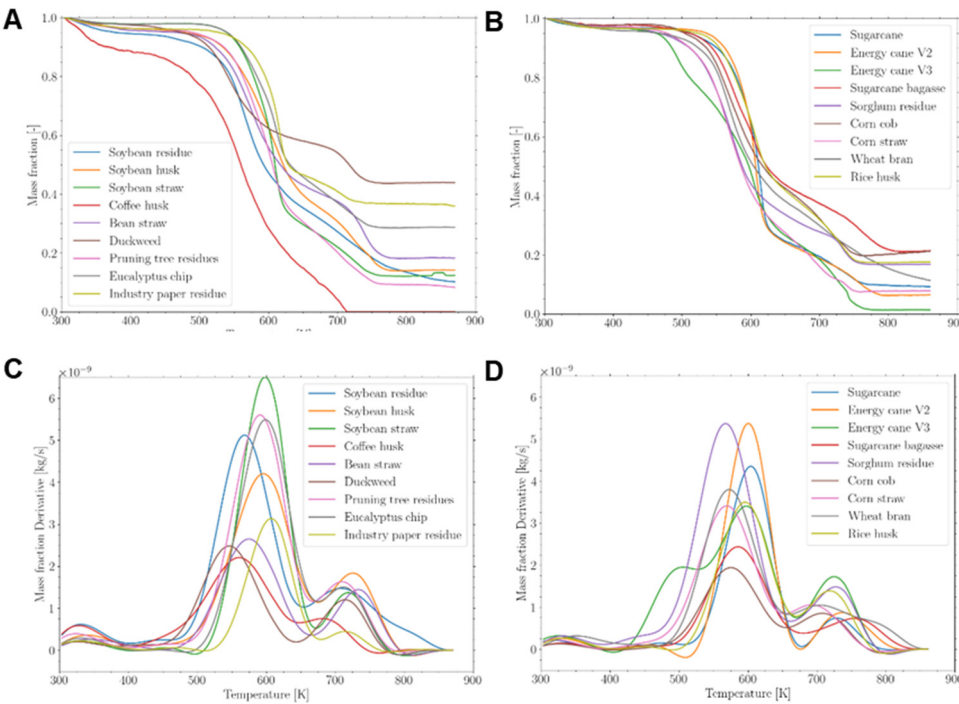 A
1.0
0.8
0.6
0.4
0.2
0.0
Mass fraction [-]
Soybean residue
Soybean husk
Soybean straw
Coffee husk
Bean straw
Duckweed
Pruning tree residues
Eucalyptus chip
Industry paper residue
300 400 500 600 700 800 900
B
1.0
0.8
0.6
0.4
0.2
0.0
Mass fraction [-]
Sugarcane
Energy cane V2
Energy cane V3
Sugarcane bagasse
Sorghum residue
Corn cob
Corn straw
Wheat bran
Rice husk
300 400 500 600 700 800 900
C
×10⁻⁹
6
5
4
3
2
1
0
Mass fraction Derivative [kg/s]
Soybean residue
Soybean husk
Soybean straw
Coffee husk
Bean straw
Duckweed
Pruning tree residues
Eucalyptus chip
Industry paper residue
300 400 500 600 700 800 900
Temperature [K]
D
×10⁻⁹
6
5
4
3
2
1
0
Mass fraction Derivative [kg/s]
Sugarcane
Energy cane V2
Energy cane V3
Sugarcane bagasse
Sorghum residue
Corn cob
Corn straw
Wheat bran
Rice husk
300 400 500 600 700 800 900
Temperature [K]